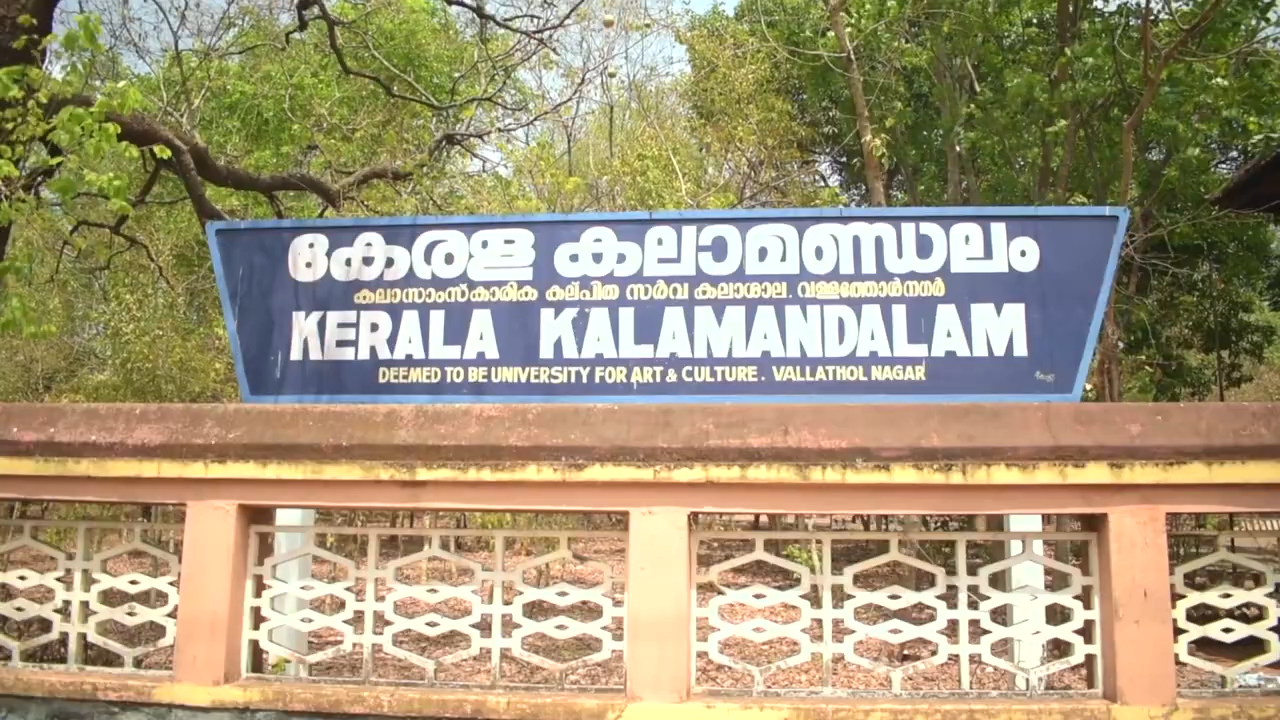 കേരള കലാമണ്ഡലം
കലാസാംസ്കാരിക കല്പിത സർവ കലാശാല. വള്ളത്തോൾനഗർ
KERALA KALAMANDALAM
DEEMED TO BE UNIVERSITY FOR ART & CULTURE. VALLATHOL NAGAR